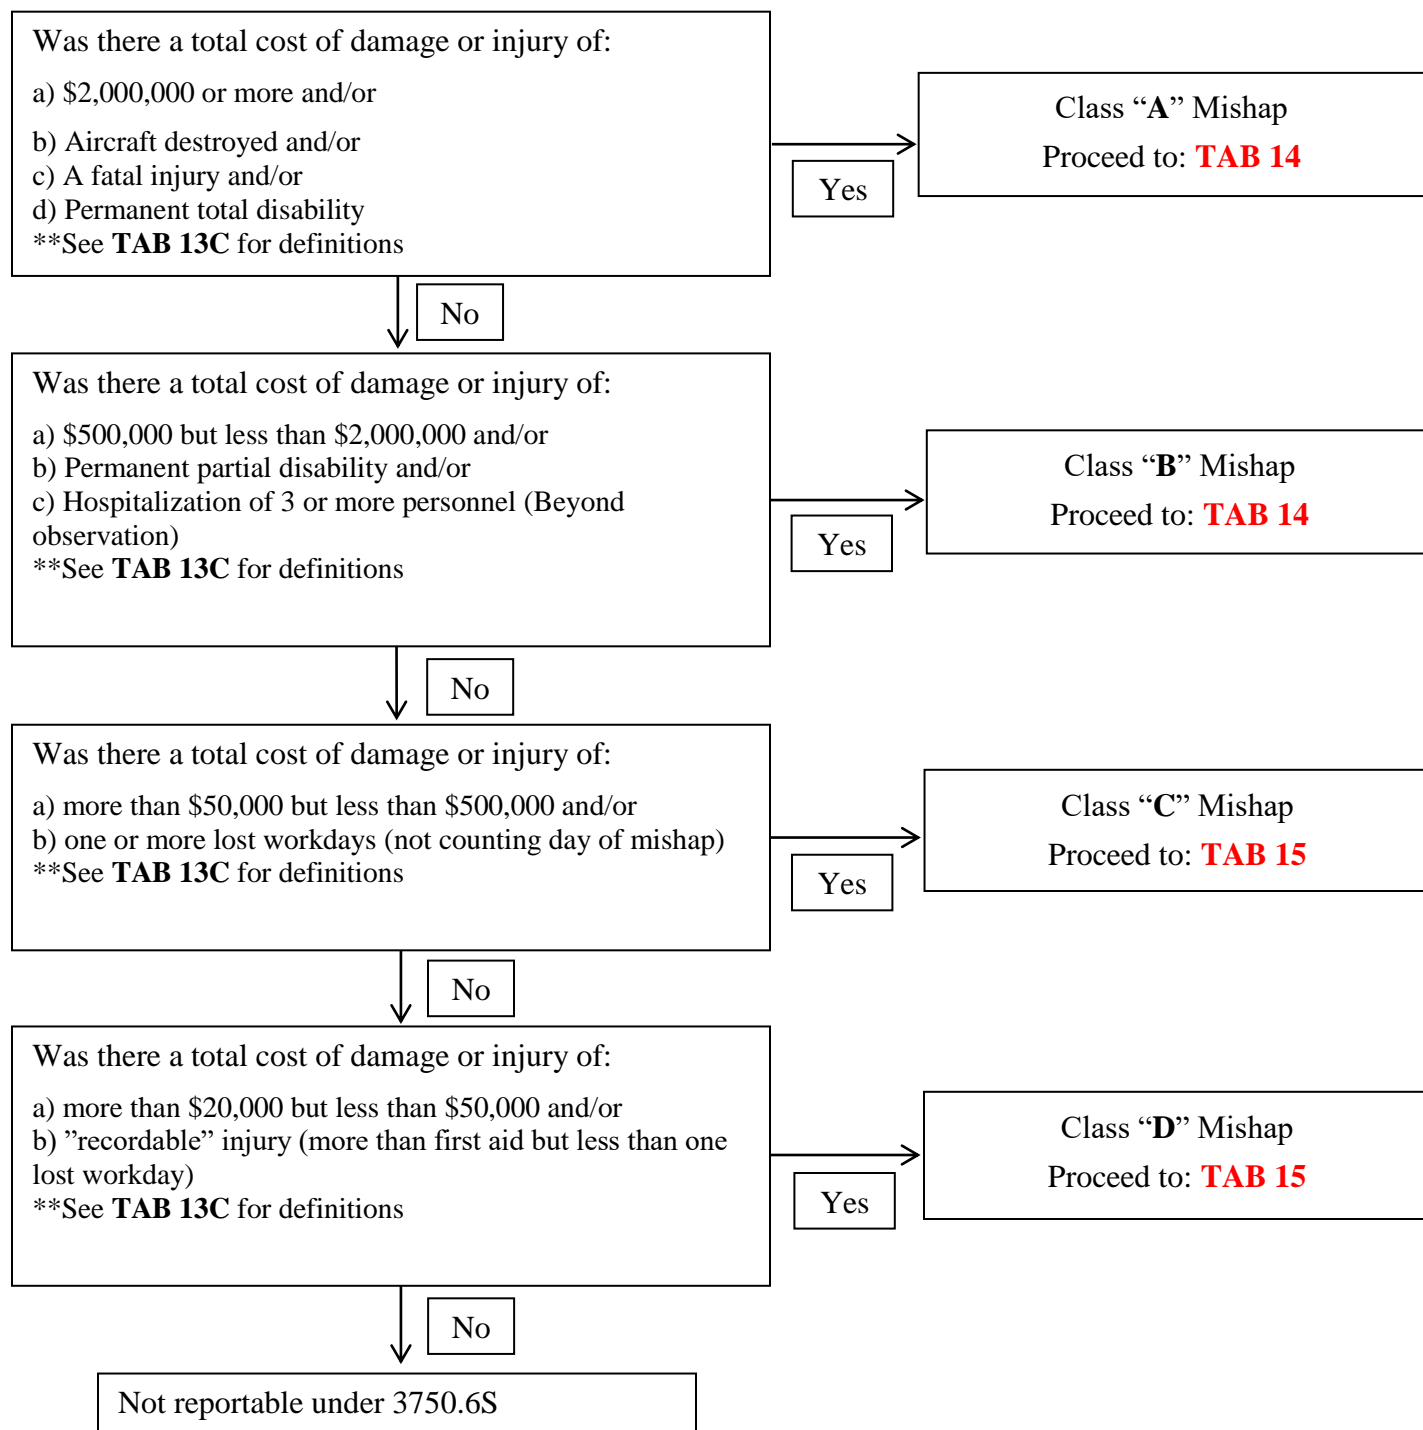 Was there a total cost of damage or injury of:
a) $2,000,000 or more and/or
b) Aircraft destroyed and/or
c) A fatal injury and/or
d) Permanent total disability
**See TAB 13C for definitions
Yes
Class “A” Mishap
Proceed to: TAB 14
No
Was there a total cost of damage or injury of:
a) $500,000 but less than $2,000,000 and/or
b) Permanent partial disability and/or
c) Hospitalization of 3 or more personnel (Beyond
observation)
**See TAB 13C for definitions
Yes
Class “B” Mishap
Proceed to: TAB 14
No
Was there a total cost of damage or injury of:
a) more than $50,000 but less than $500,000 and/or
b) one or more lost workdays (not counting day of mishap)
**See TAB 13C for definitions
Yes
Class “C” Mishap
Proceed to: TAB 15
No
Was there a total cost of damage or injury of:
a) more than $20,000 but less than $50,000 and/or
b) ”recordable” injury (more than first aid but less than one
lost workday)
**See TAB 13C for definitions
Yes
Class “D” Mishap
Proceed to: TAB 15
No
Not reportable under 3750.6S